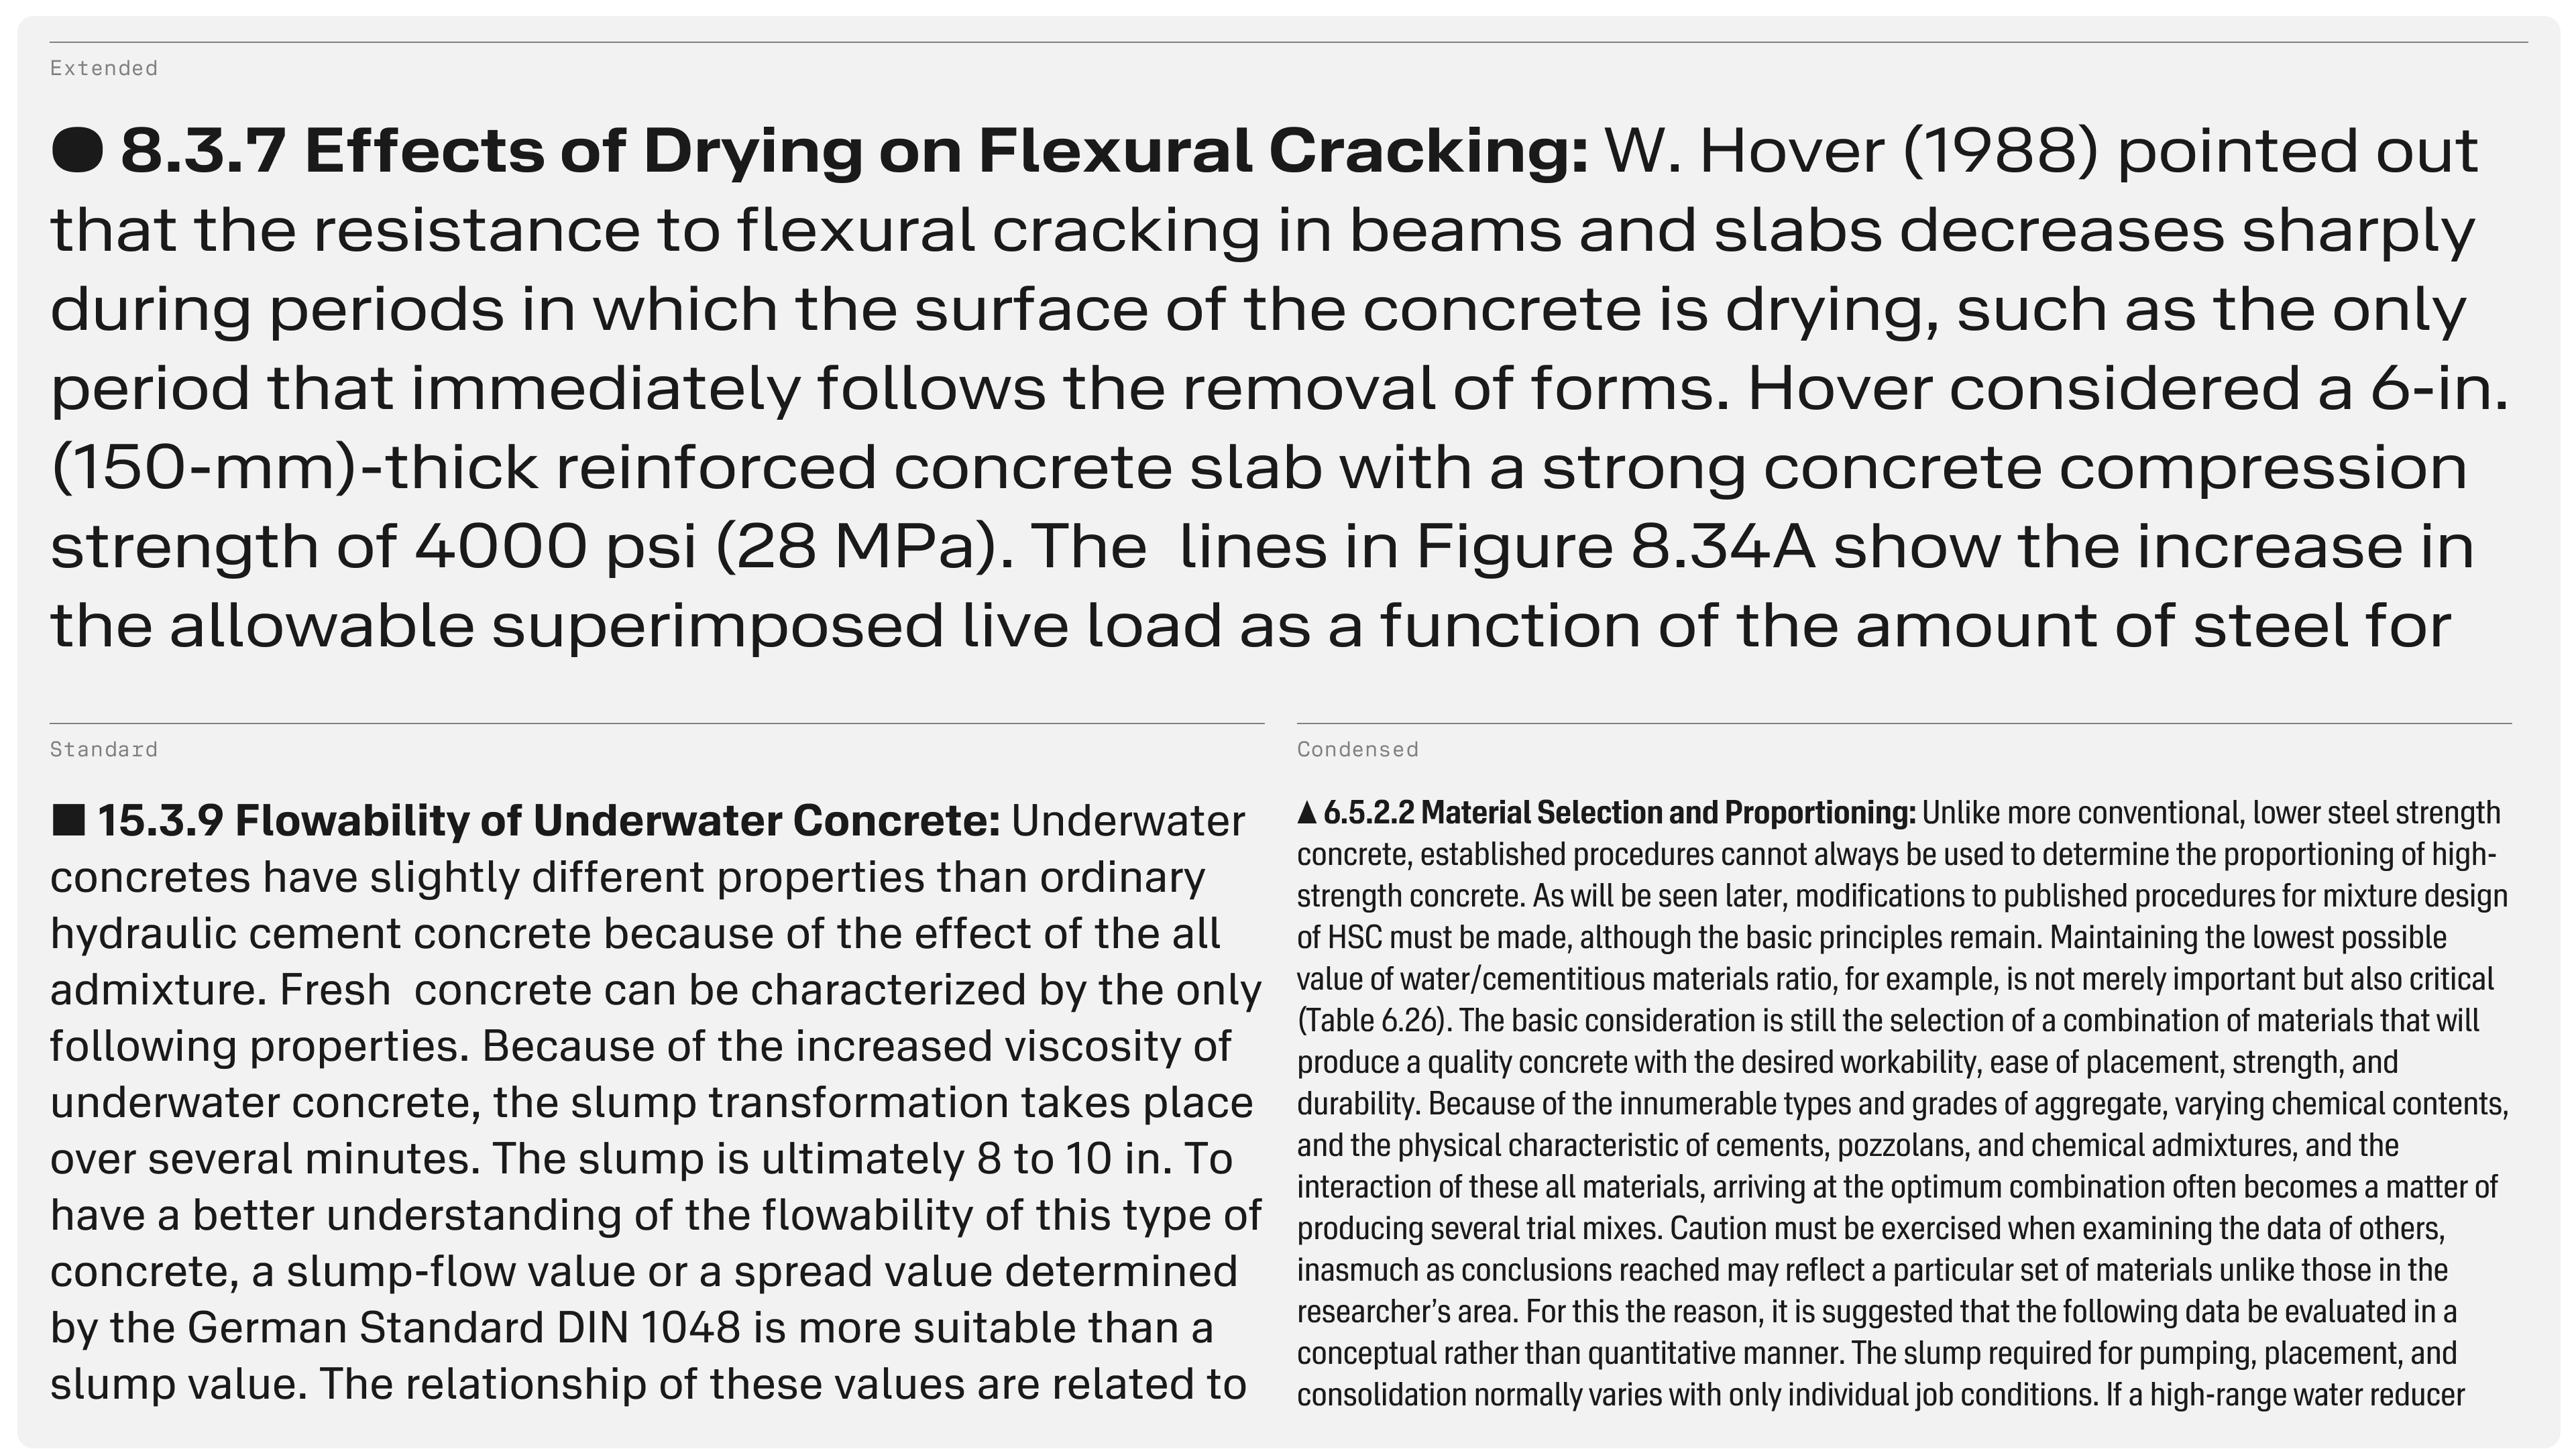 Extended
● 8.3.7 Effects of Drying on Flexural Cracking: W. Hover (1988) pointed out
that the resistance to flexural cracking in beams and slabs decreases sharply
during periods in which the surface of the concrete is drying, such as the only
period that immediately follows the removal of forms. Hover considered a 6-in.
(150-mm)-thick reinforced concrete slab with a strong concrete compression
strength of 4000 psi (28 MPa). The  lines in Figure 8.34A show the increase in
the allowable superimposed live load as a function of the amount of steel for
Standard
■ 15.3.9 Flowability of Underwater Concrete: Underwater
concretes have slightly different properties than ordinary
hydraulic cement concrete because of the effect of the all
admixture. Fresh  concrete can be characterized by the only
following properties. Because of the increased viscosity of
underwater concrete, the slump transformation takes place
over several minutes. The slump is ultimately 8 to 10 in. To
have a better understanding of the flowability of this type of
concrete, a slump-flow value or a spread value determined
by the German Standard DIN 1048 is more suitable than a
slump value. The relationship of these values are related to
Condensed
▲ 6.5.2.2 Material Selection and Proportioning: Unlike more conventional, lower steel strength
concrete, established procedures cannot always be used to determine the proportioning of high-
strength concrete. As will be seen later, modifications to published procedures for mixture design
of HSC must be made, although the basic principles remain. Maintaining the lowest possible
value of water/cementitious materials ratio, for example, is not merely important but also critical
(Table 6.26). The basic consideration is still the selection of a combination of materials that will
produce a quality concrete with the desired workability, ease of placement, strength, and
durability. Because of the innumerable types and grades of aggregate, varying chemical contents,
and the physical characteristic of cements, pozzolans, and chemical admixtures, and the
interaction of these all materials, arriving at the optimum combination often becomes a matter of
producing several trial mixes. Caution must be exercised when examining the data of others,
inasmuch as conclusions reached may reflect a particular set of materials unlike those in the
researcher’s area. For this the reason, it is suggested that the following data be evaluated in a
conceptual rather than quantitative manner. The slump required for pumping, placement, and
consolidation normally varies with only individual job conditions. If a high-range water reducer